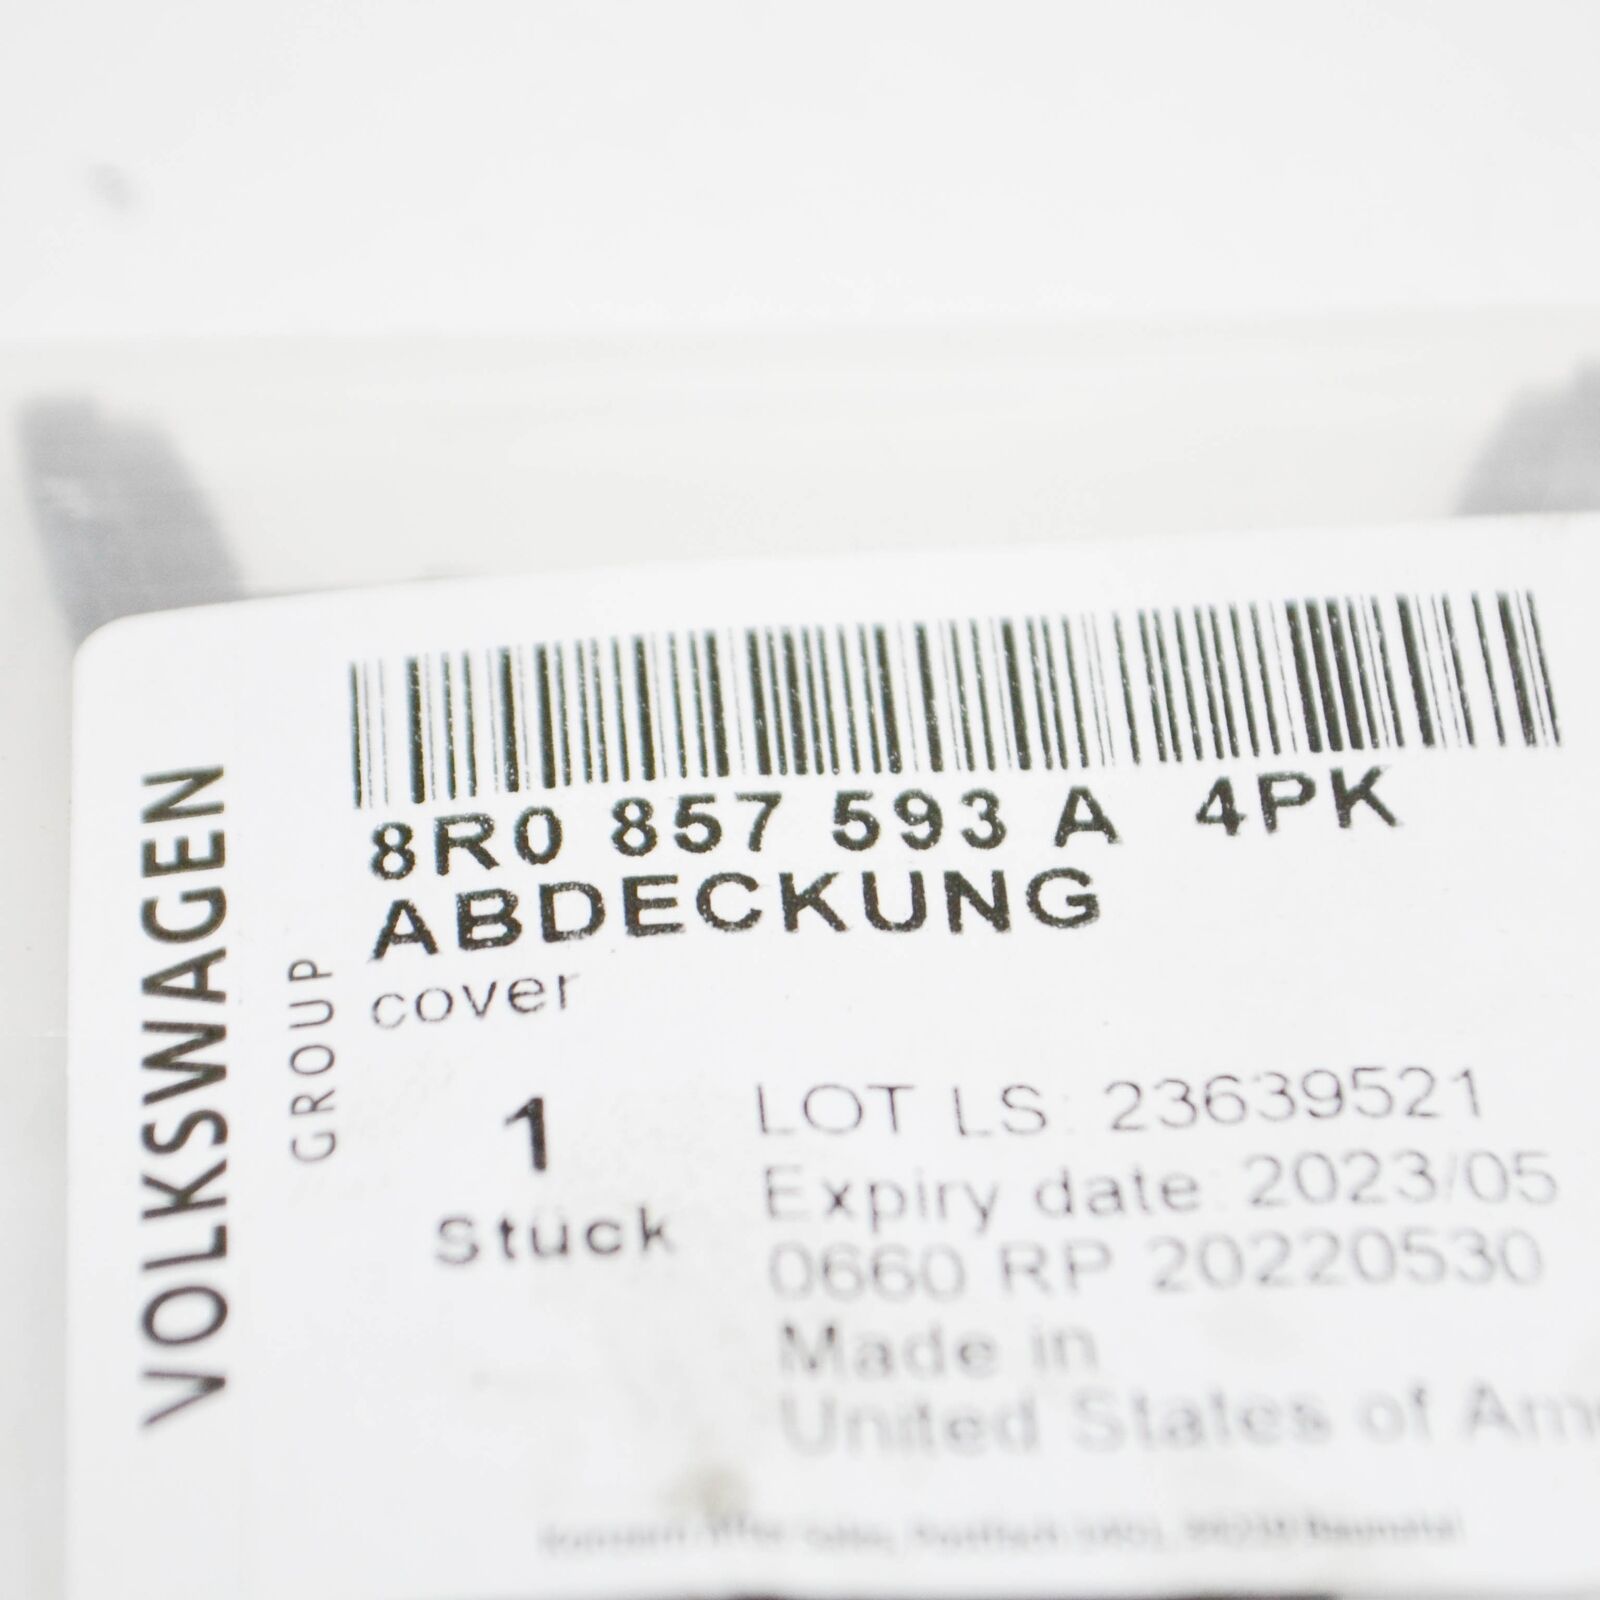 VOLKSWAGEN
GROUP
8R0 857 593 A 4PK
ABDECKUNG
cover
1
Stück
LOT LS: 23639521
Expiry date: 2023/05
0660 RP 20220530
Made in
United States of Am